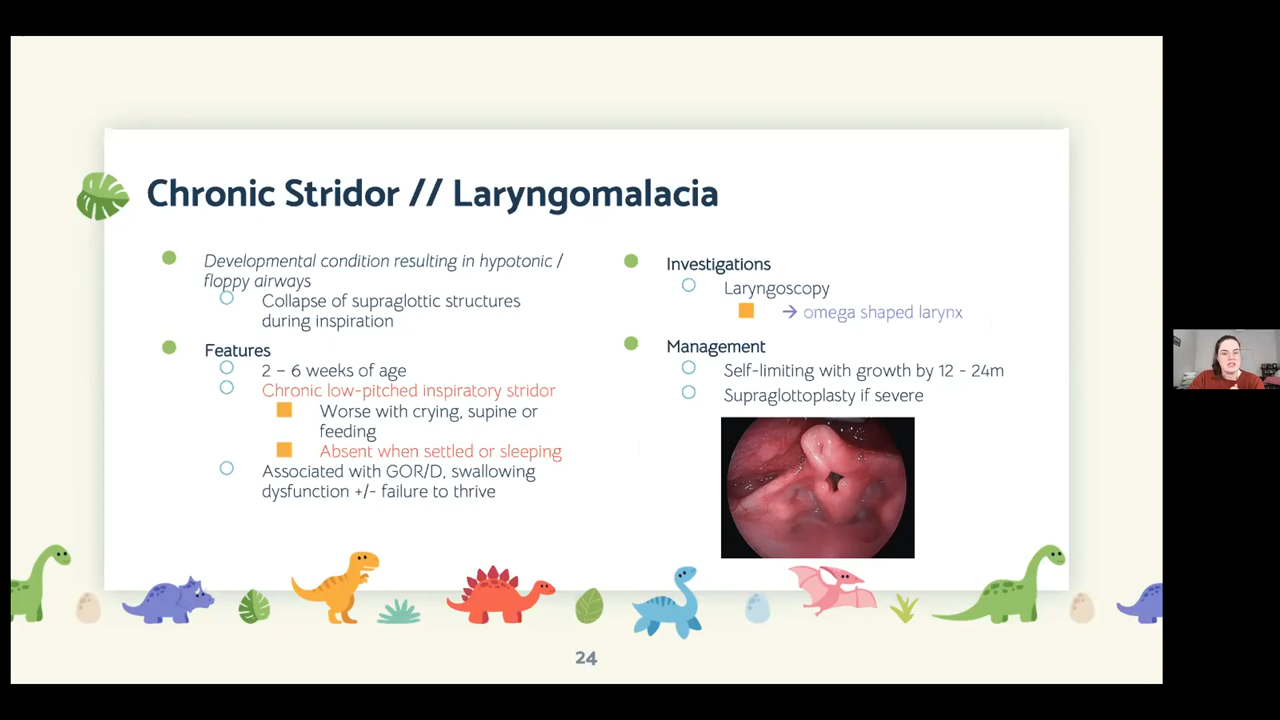 Chronic Stridor // Laryngomalacia
Developmental condition resulting in hypotonic /
floppy airways
Collapse of supraglottic structures
during inspiration
Features
2 – 6 weeks of age
Chronic low-pitched inspiratory stridor
Worse with crying, supine or
feeding
Absent when settled or sleeping
Associated with GOR/D, swallowing
dysfunction +/- failure to thrive
Investigations
Laryngoscopy
→ omega shaped larynx
Management
Self-limiting with growth by 12 - 24m
Supraglottoplasty if severe
24